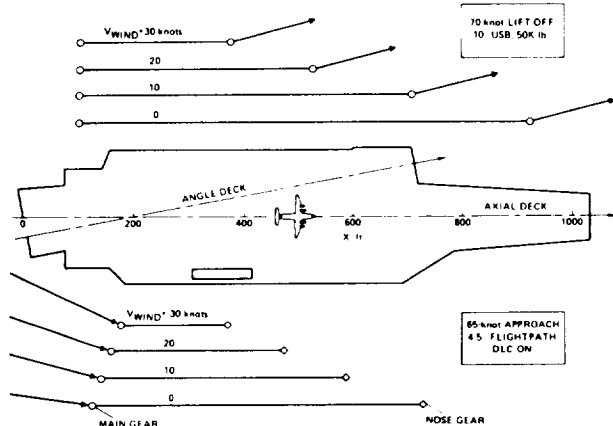 VWIND = 30 knots
20
10
0
70 knot LIFT OFF
10 USB, 50K lb
ANGLE DECK
AXIAL DECK
0
200
400
600
800
1000
X ft
VWIND = 30 knots
20
10
0
65-knot APPROACH
4.5 FLIGHTPATH
DLC ON
MAIN GEAR
NOSE GEAR